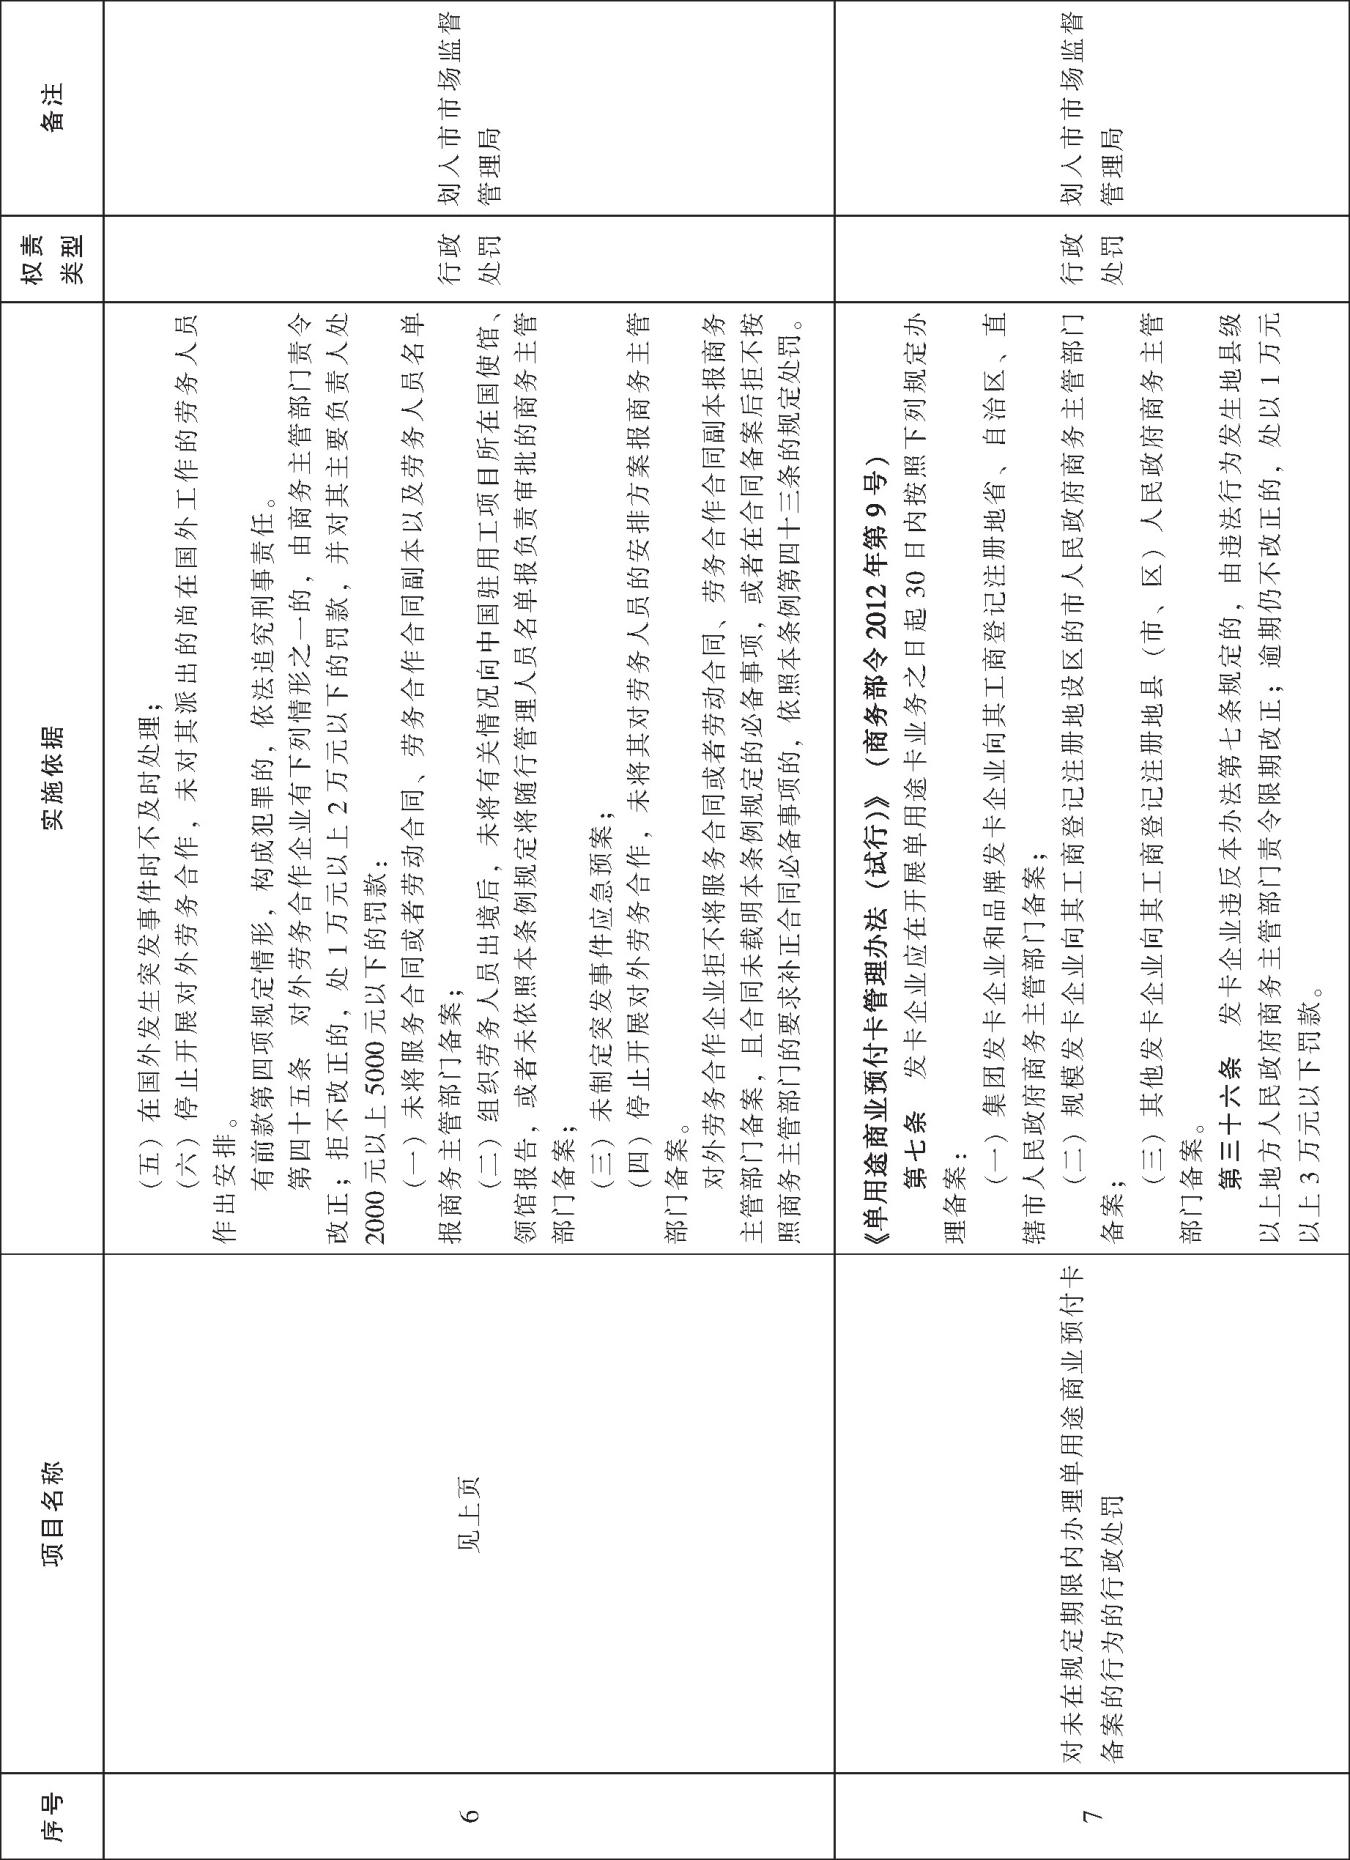 序号
项目名称
实施依据
权责
类型
备注
6
见上页
（五）在国外发生突发事件时不及时处理；
（六）停止开展对外劳务合作，未对其派出的尚在国外工作的劳务人员
作出安排。
有前款第四项规定情形，构成犯罪的，依法追究刑事责任。
第四十五条　对外劳务合作企业有下列情形之一的，由商务主管部门责令
改正；拒不改正的，处 1 万元以上 2 万元以下的罚款，并对其主要负责人处
2000 元以上 5000 元以下的罚款：
（一）未将服务合同或者劳动合同、劳务合作合同副本以及劳务人员名单
报商务主管部门备案；
（二）组织劳务人员出境后，未将有关情况向中国驻用工项目所在国使馆、
领馆报告，或者未依照本条例规定将随行管理人员名单报负责审批的商务主管
部门备案；
（三）未制定突发事件应急预案；
（四）停止开展对外劳务合作，未将其对劳务人员的安排方案报商务主管
部门备案。
对外劳务合作企业拒不将服务合同或者劳动合同、劳务合作合同副本报商务
主管部门备案，且合同未载明本条例规定的必备事项，或者在合同备案后拒不按
照商务主管部门的要求补正合同必备事项的，依照本条例第四十三条的规定处罚。
行政
处罚
划入市市场监督
管理局
7
对未在规定期限内办理单用途商业预付卡
备案的行为的行政处罚
《单用途商业预付卡管理办法（试行）》（商务部令 2012 年第 9 号）
第七条　发卡企业应在开展单用途卡业务之日起 30 日内按照下列规定办
理备案：
（一）集团发卡企业和品牌发卡企业向其工商登记注册地省、自治区、直
辖市人民政府商务主管部门备案；
（二）规模发卡企业向其工商登记注册地设区的市人民政府商务主管部门
备案；
（三）其他发卡企业向其工商登记注册地县（市、区）人民政府商务主管
部门备案。
第三十六条　发卡企业违反本办法第七条规定的，由违法行为发生地县级
以上地方人民政府商务主管部门责令限期改正；逾期仍不改正的，处以 1 万元
以上 3 万元以下罚款。
行政
处罚
划入市市场监督
管理局